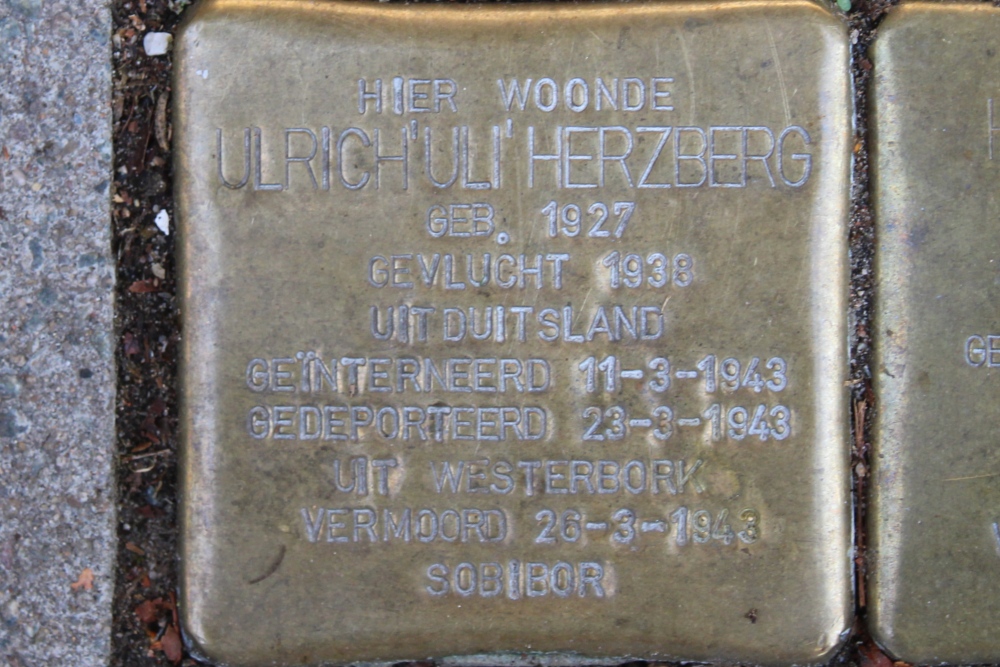 HIER WOONDE
ULRICH 'ULI' HERZBERG
GEB. 1927
GEVLUCHT 1938
UIT DUITSLAND
GEÏNTERNEERD 11-3-1943
GEDEPORTEERD 23-3-1943
UIT WESTERBORK
VERMOORD 26-3-1943
SOBIBOR